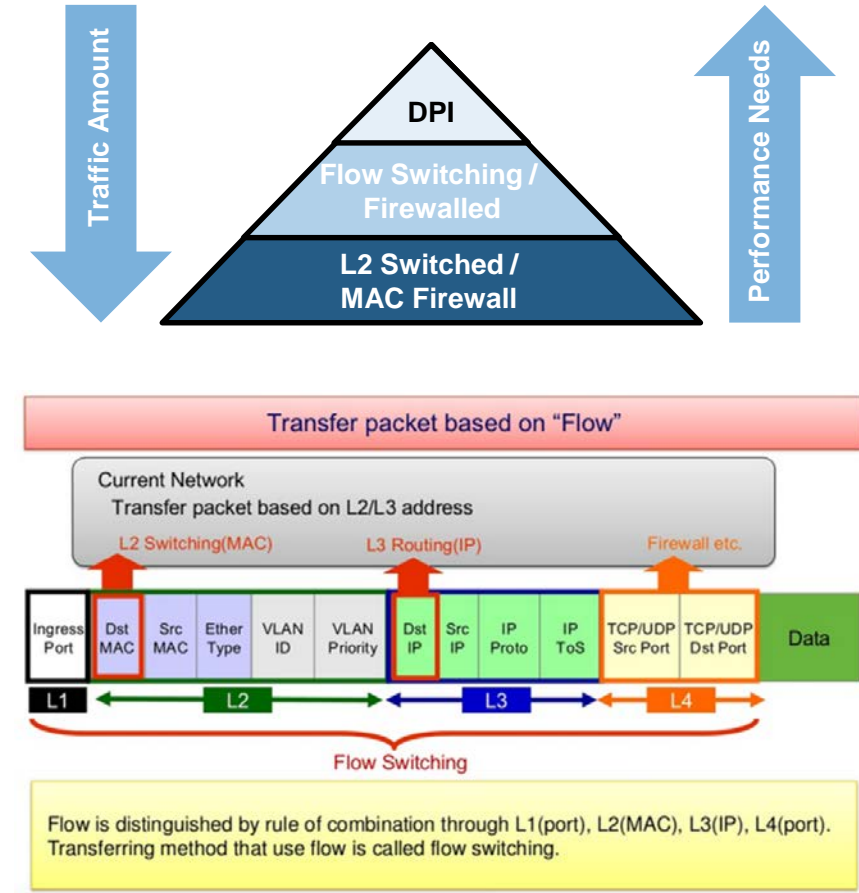 Traffic Amount
DPI
Flow Switching /
Firewalled
L2 Switched /
MAC Firewall
Performance Needs
Transfer packet based on “Flow”
Current Network
Transfer packet based on L2/L3 address
L2 Switching(MAC)
L3 Routing(IP)
Firewall etc.
Ingress
Port
Dst
MAC
Src
MAC
Ether
Type
VLAN
ID
VLAN
Priority
Dst
IP
Src
IP
IP
Proto
IP
ToS
TCP/UDP
Src Port
TCP/UDP
Dst Port
Data
L1
L2
L3
L4
Flow Switching
Flow is distinguished by rule of combination through L1(port), L2(MAC), L3(IP), L4(port).
Transferring method that use flow is called flow switching.